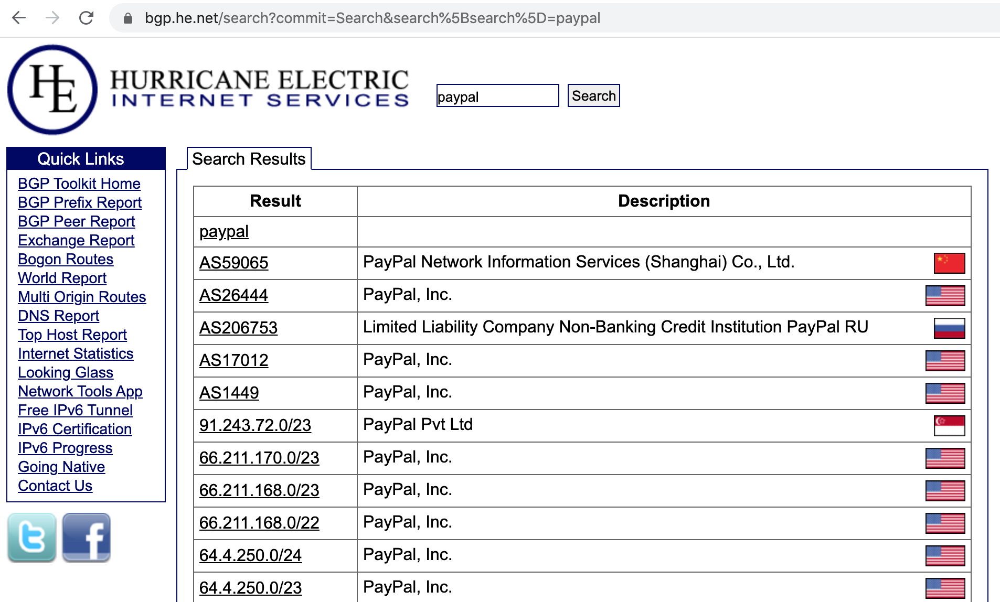 bgp.he.net/search?commit=Search&search%5Bsearch%5D=paypal
HE
HURRICANE ELECTRIC
INTERNET SERVICES
paypal
Search
Quick Links
BGP Toolkit Home
BGP Prefix Report
BGP Peer Report
Exchange Report
Bogon Routes
World Report
Multi Origin Routes
DNS Report
Top Host Report
Internet Statistics
Looking Glass
Network Tools App
Free IPv6 Tunnel
IPv6 Certification
IPv6 Progress
Going Native
Contact Us
Search Results
Result Description
paypal
AS59065 PayPal Network Information Services (Shanghai) Co., Ltd.
AS26444 PayPal, Inc.
AS206753 Limited Liability Company Non-Banking Credit Institution PayPal RU
AS17012 PayPal, Inc.
AS1449 PayPal, Inc.
91.243.72.0/23 PayPal Pvt Ltd
66.211.170.0/23 PayPal, Inc.
66.211.168.0/23 PayPal, Inc.
66.211.168.0/22 PayPal, Inc.
64.4.250.0/24 PayPal, Inc.
64.4.250.0/23 PayPal, Inc.